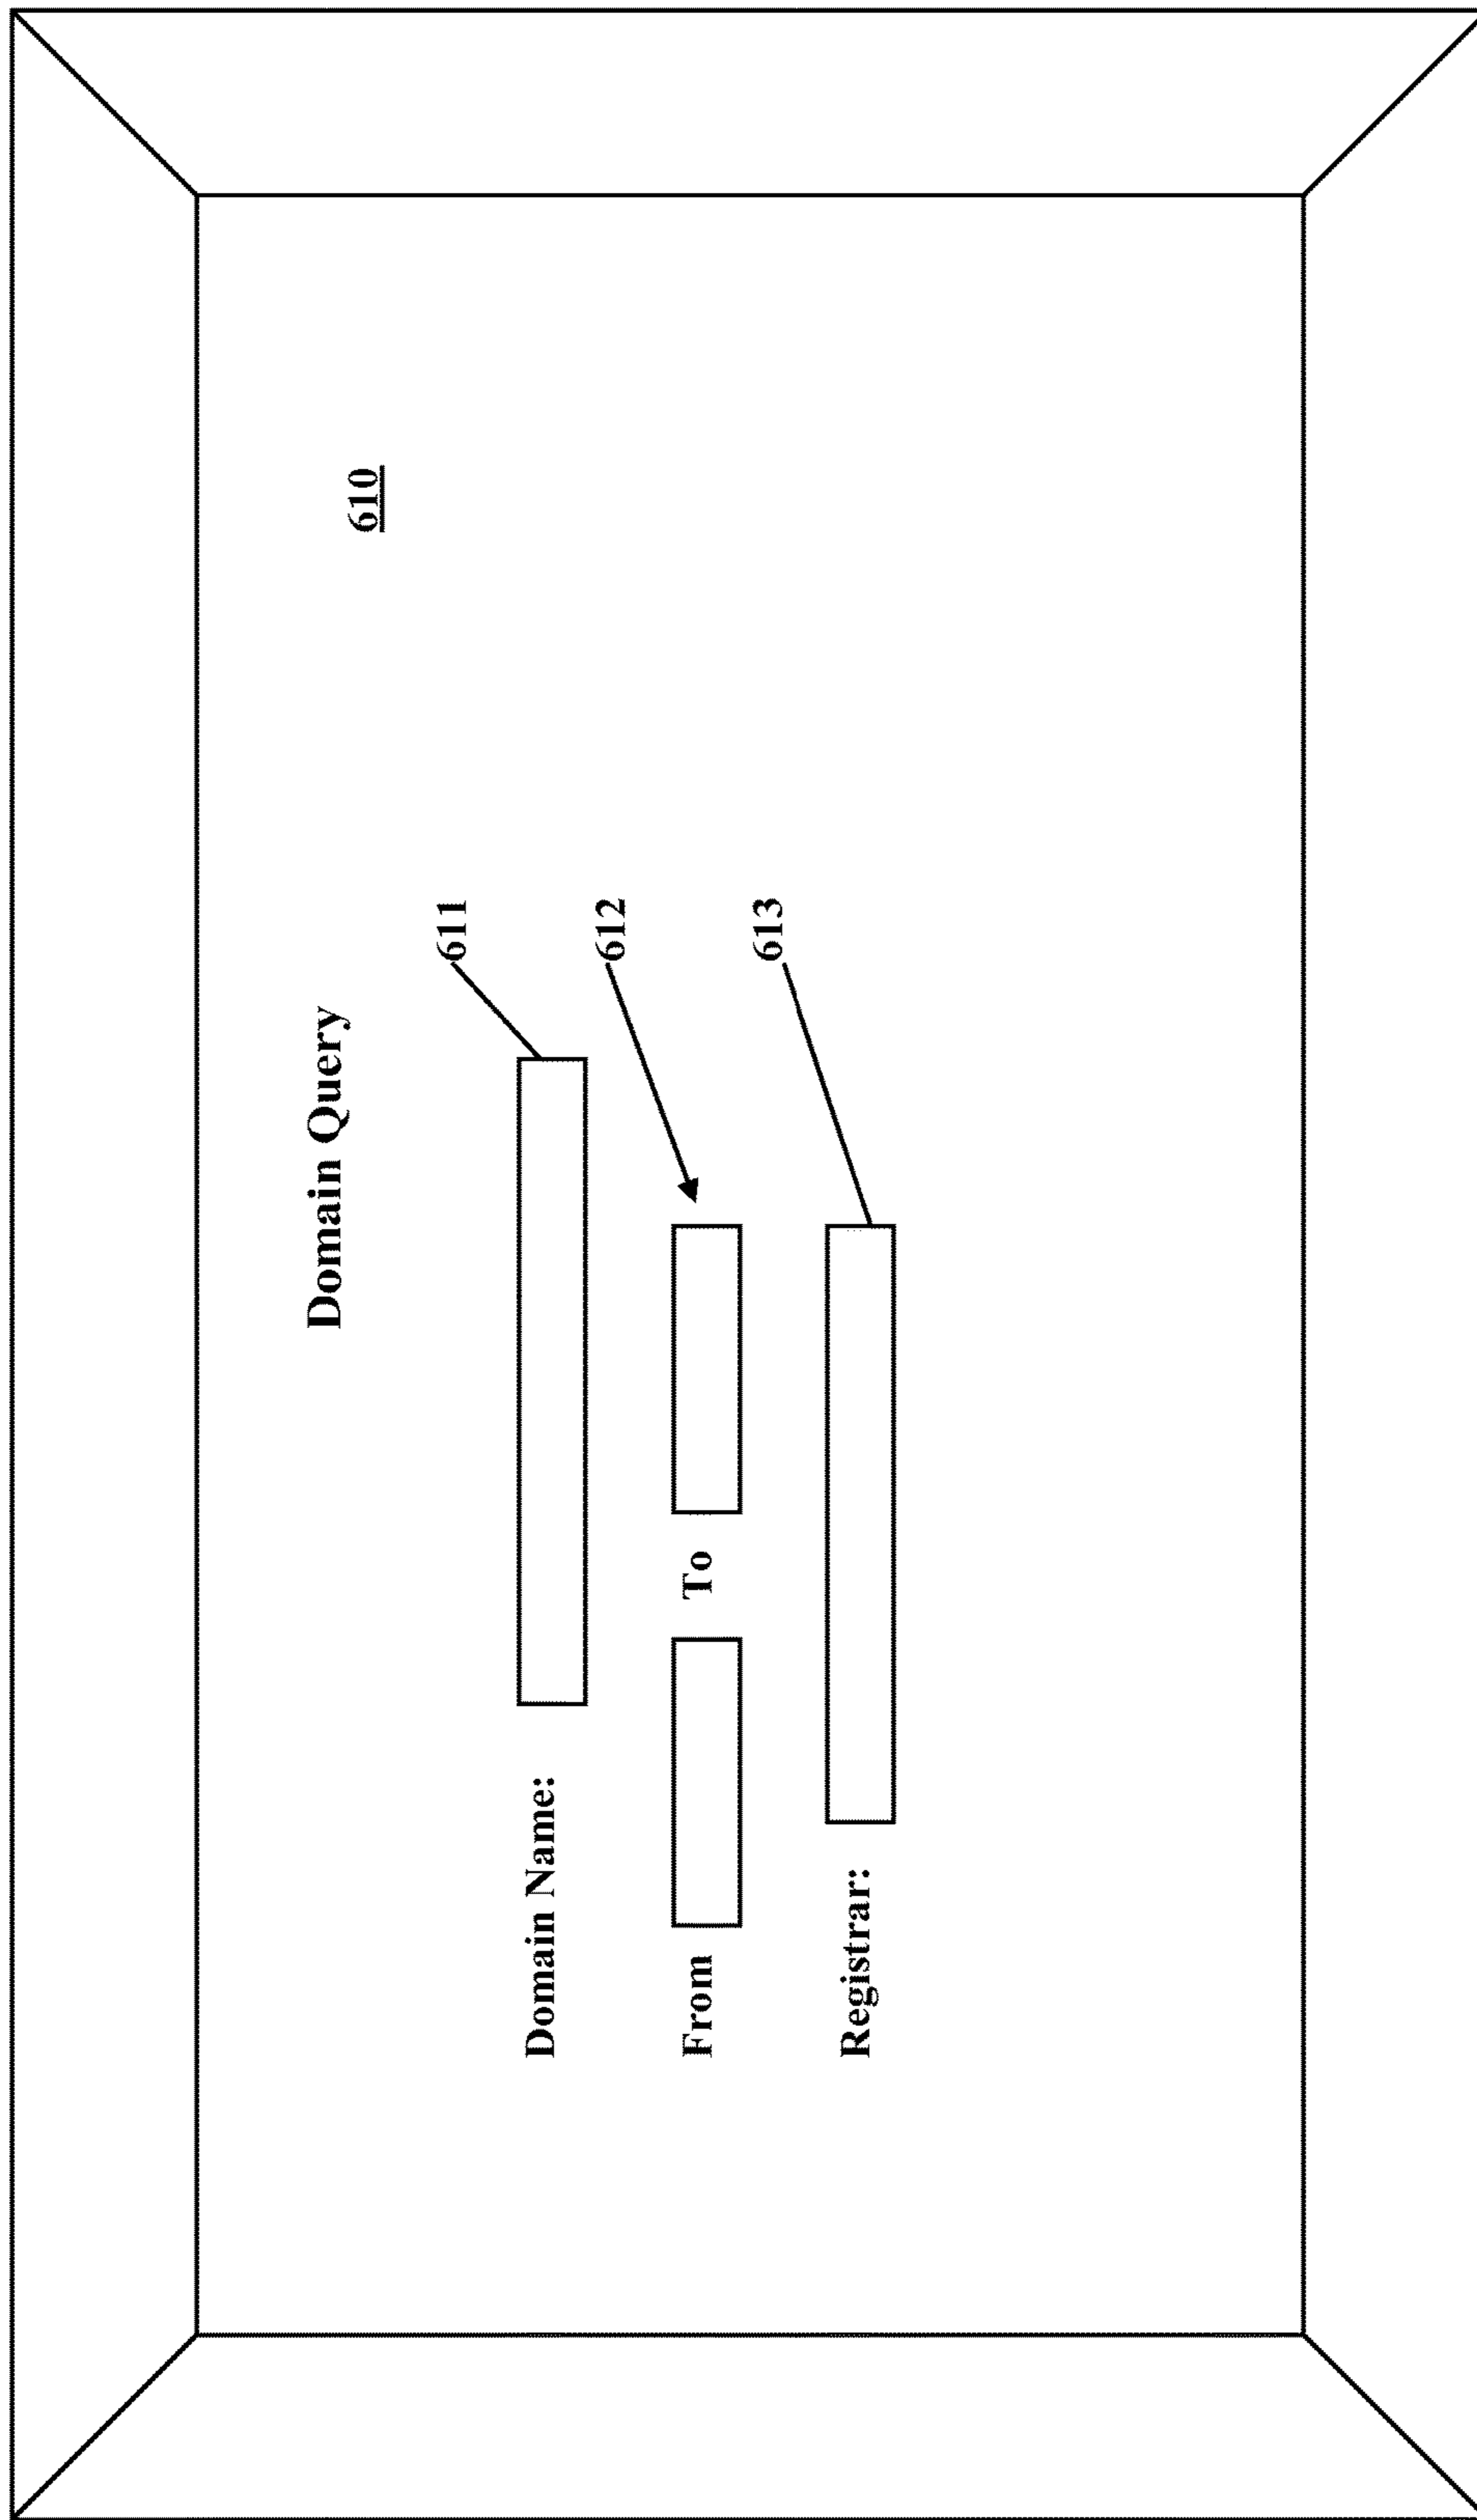 Domain Query
610
611
Domain Name:
612
From To
613
Registrar: